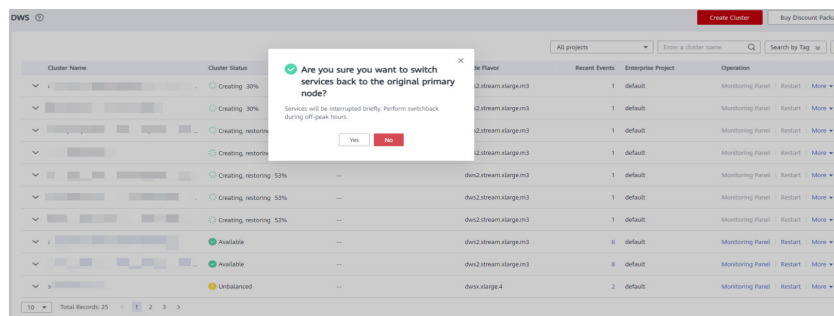 DWS
Create Cluster
Buy Discount Packa
All projects
Enter a cluster name
Search by Tag
Cluster Name
Cluster Status
de Flavor
Recent Events
Enterprise Project
Operation
Are you sure you want to switch
services back to the original primary
node?
Services will be interrupted briefly. Perform switchback
during off-peak hours.
Yes
No
Creating 30%
s2.stream.xlarge.m3
1
default
Monitoring Panel | Restart | More
Creating 30%
s2.stream.xlarge.m3
1
default
Monitoring Panel | Restart | More
Creating, restoring
s2.stream.xlarge.m3
1
default
Monitoring Panel | Restart | More
Creating, restoring
s2.stream.xlarge.m3
1
default
Monitoring Panel | Restart | More
Creating, restoring 53%
--
dws2.stream.xlarge.m3
1
default
Monitoring Panel | Restart | More
Creating, restoring 53%
--
dws2.stream.xlarge.m3
1
default
Monitoring Panel | Restart | More
Creating, restoring 53%
--
dws2.stream.xlarge.m3
1
default
Monitoring Panel | Restart | More
Available
--
dws2.stream.xlarge.m3
6
default
Monitoring Panel | Restart | More
Available
--
dws2.stream.xlarge.m3
8
default
Monitoring Panel | Restart | More
Unbalanced
--
dwsx.xlarge.4
2
default
Monitoring Panel | Restart | More
10
Total Records: 25
< 1 2 3 >